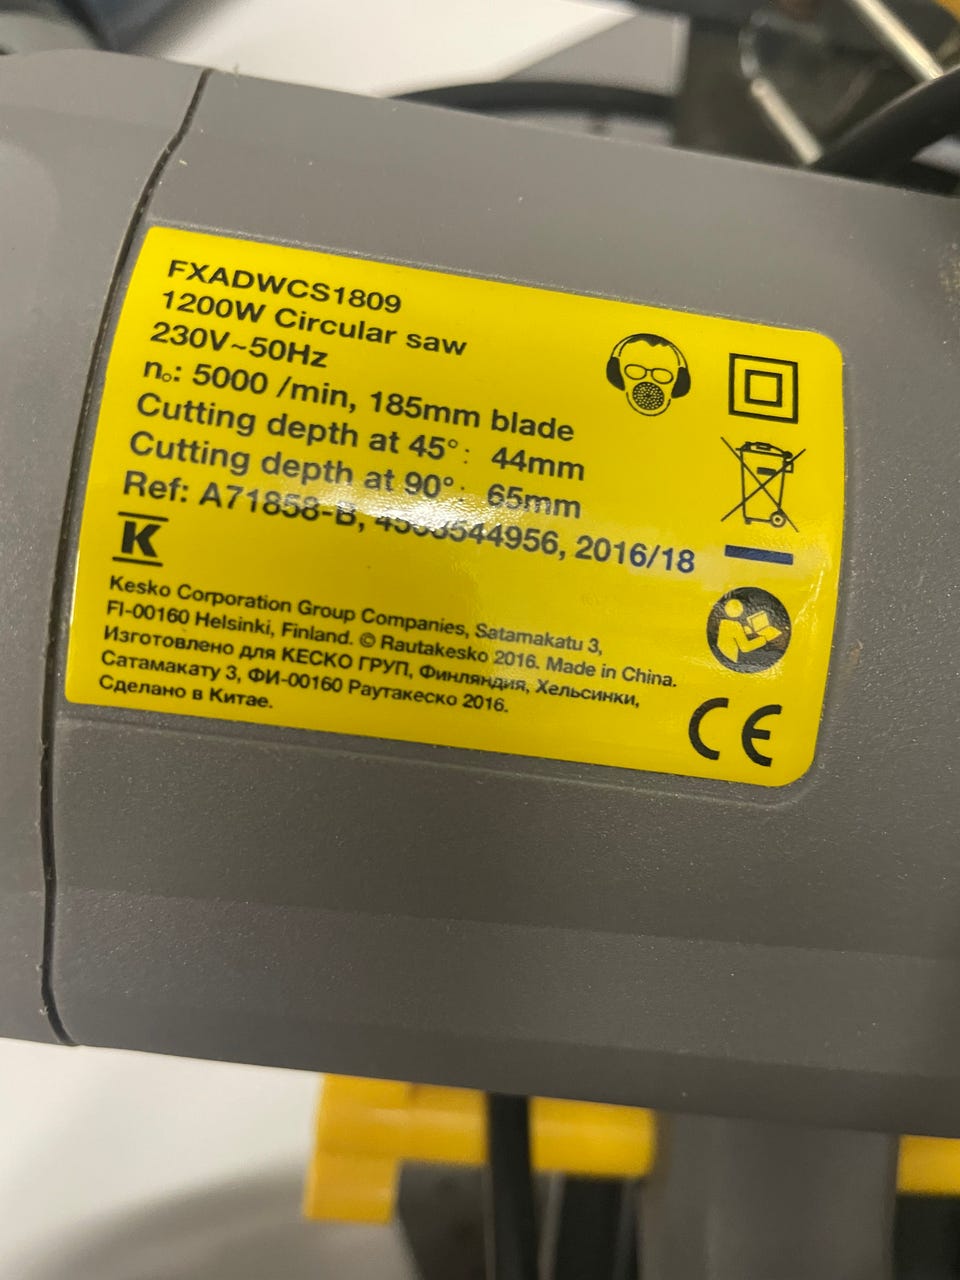 FXADWCS1809
1200W Circular saw
230V~50Hz
n₀: 5000 /min, 185mm blade
Cutting depth at 45°: 44mm
Cutting depth at 90°: 65mm
Ref: A71858-B, 4503544956, 2016/18
K
Kesko Corporation Group Companies, Satamakatu 3,
FI-00160 Helsinki, Finland. © Rautakesko 2016. Made in China.
Изготовлено для КЕСКО ГРУП, Финляндия, Хельсинки,
Сатамакату 3, ФИ-00160 Раутакеско 2016.
Сделано в Китае.
CE